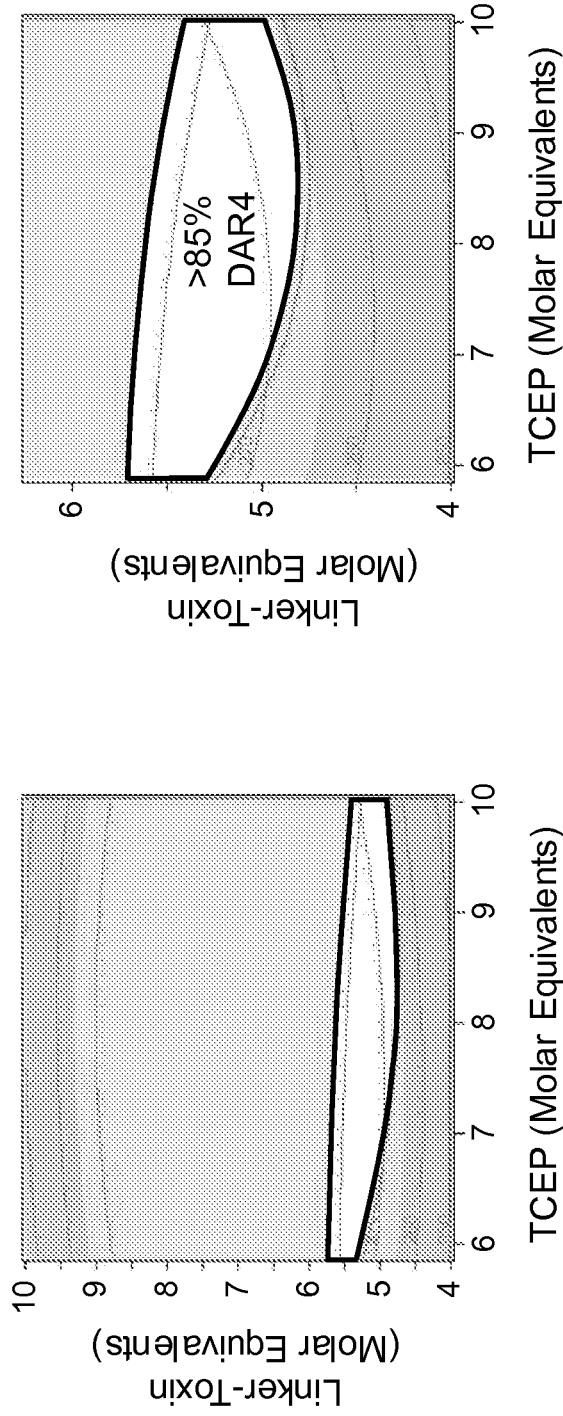 Linker-Toxin
(Molar Equivalents)
10
9
8
7
6
5
4
6 7 8 9 10
TCEP (Molar Equivalents)
Linker-Toxin
(Molar Equivalents)
6
5
4
>85%
DAR4
6 7 8 9 10
TCEP (Molar Equivalents)